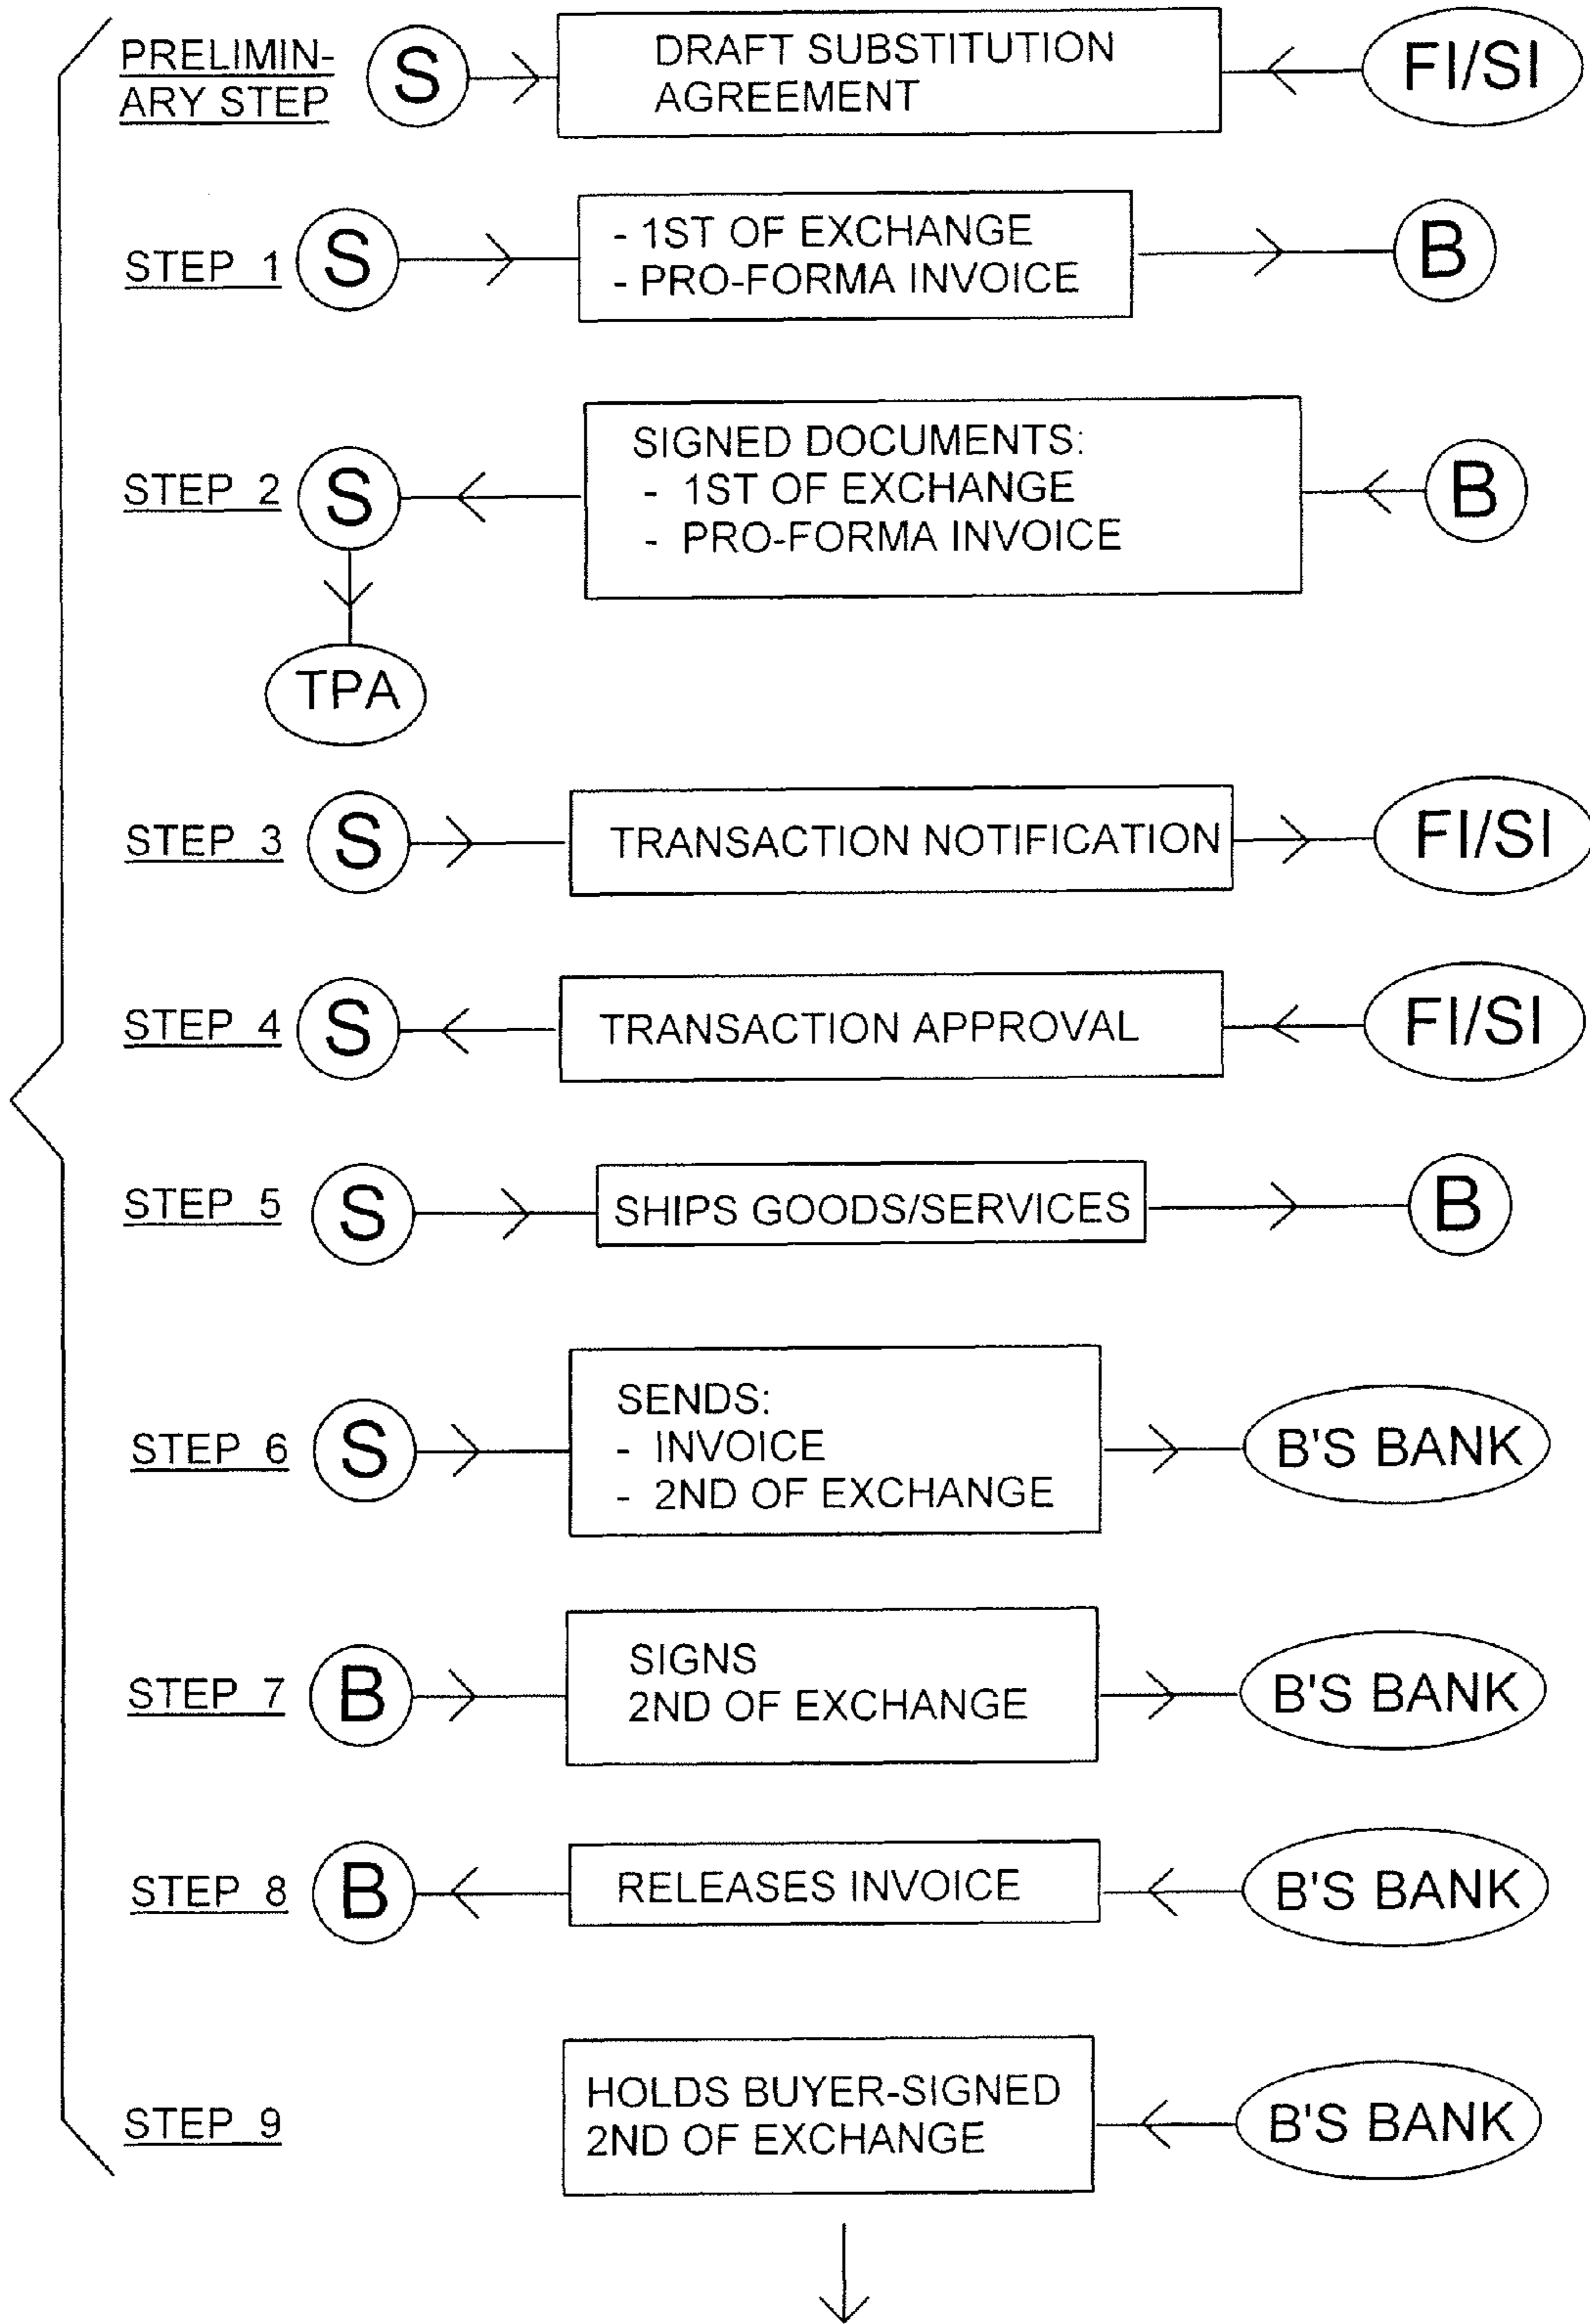 PRELIMIN-
ARY STEP
S
DRAFT SUBSTITUTION
AGREEMENT
FI/SI
STEP 1
S
- 1ST OF EXCHANGE
- PRO-FORMA INVOICE
B
STEP 2
S
SIGNED DOCUMENTS:
- 1ST OF EXCHANGE
- PRO-FORMA INVOICE
B
TPA
STEP 3
S
TRANSACTION NOTIFICATION
FI/SI
STEP 4
S
TRANSACTION APPROVAL
FI/SI
STEP 5
S
SHIPS GOODS/SERVICES
B
STEP 6
S
SENDS:
- INVOICE
- 2ND OF EXCHANGE
B'S BANK
STEP 7
B
SIGNS
2ND OF EXCHANGE
B'S BANK
STEP 8
B
RELEASES INVOICE
B'S BANK
STEP 9
HOLDS BUYER-SIGNED
2ND OF EXCHANGE
B'S BANK